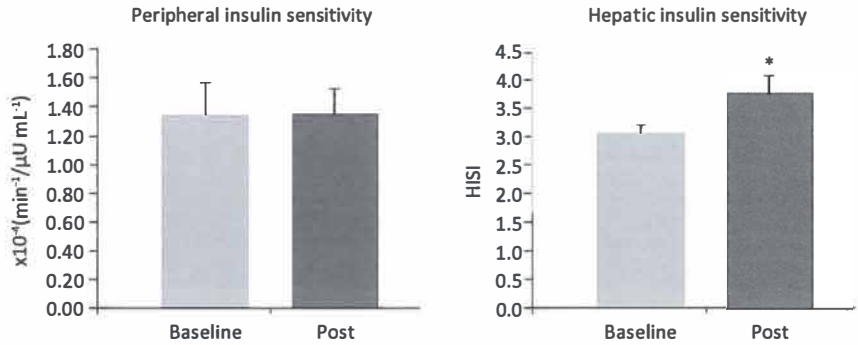 Peripheral insulin sensitivity
1.80
1.60
1.40
1.20
1.00
0.80
0.60
0.40
0.20
0.00
x10⁻⁴(min⁻¹/µU mL⁻¹)
Baseline
Post
Hepatic insulin sensitivity
4.5
4.0
3.5
3.0
2.5
2.0
1.5
1.0
0.5
0.0
HISI
*
Baseline
Post